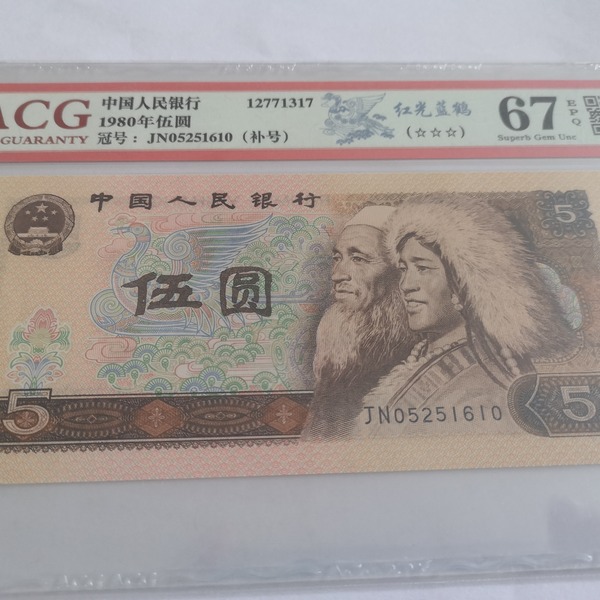 ACG
GUARANTY
中国人民银行 12771317
1980年伍圆 红光蓝鹤
冠号：JN05251610（补号） (☆☆☆)
67 EPQ
Superb Gem Unc
中国人民银行
5
伍圆
JN05251610
5
5